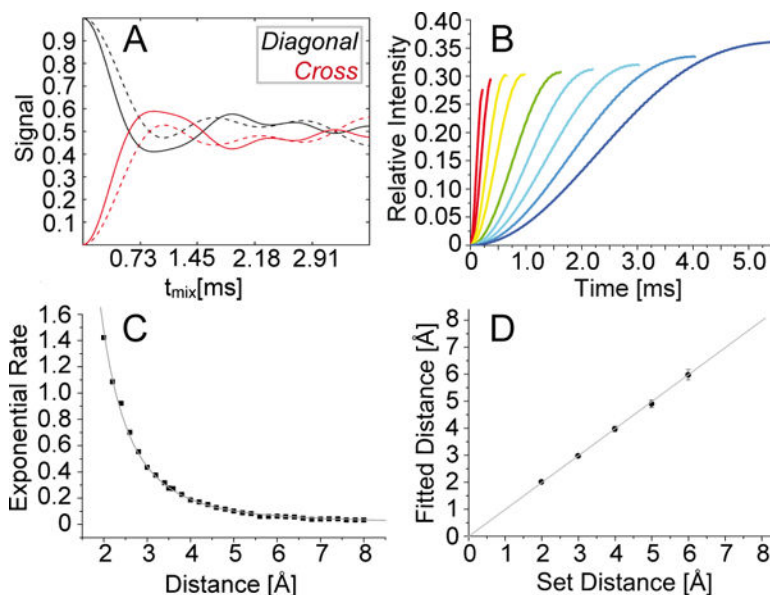 A
Diagonal
Cross
Signal
0.9
0.8
0.7
0.6
0.5
0.4
0.3
0.2
0.1
0.73 1.45 2.18 2.91
tmix[ms]
B
Relative Intensity
0.40
0.35
0.30
0.25
0.20
0.15
0.10
0.05
0.00
0 1.0 2.0 3.0 4.0 5.0
Time [ms]
C
Exponential Rate
1.6
1.4
1.2
1.0
0.8
0.6
0.4
0.2
0
2 3 4 5 6 7 8
Distance [Å]
D
Fitted Distance [Å]
8
7
6
5
4
3
2
1
0 1 2 3 4 5 6 7 8
Set Distance [Å]